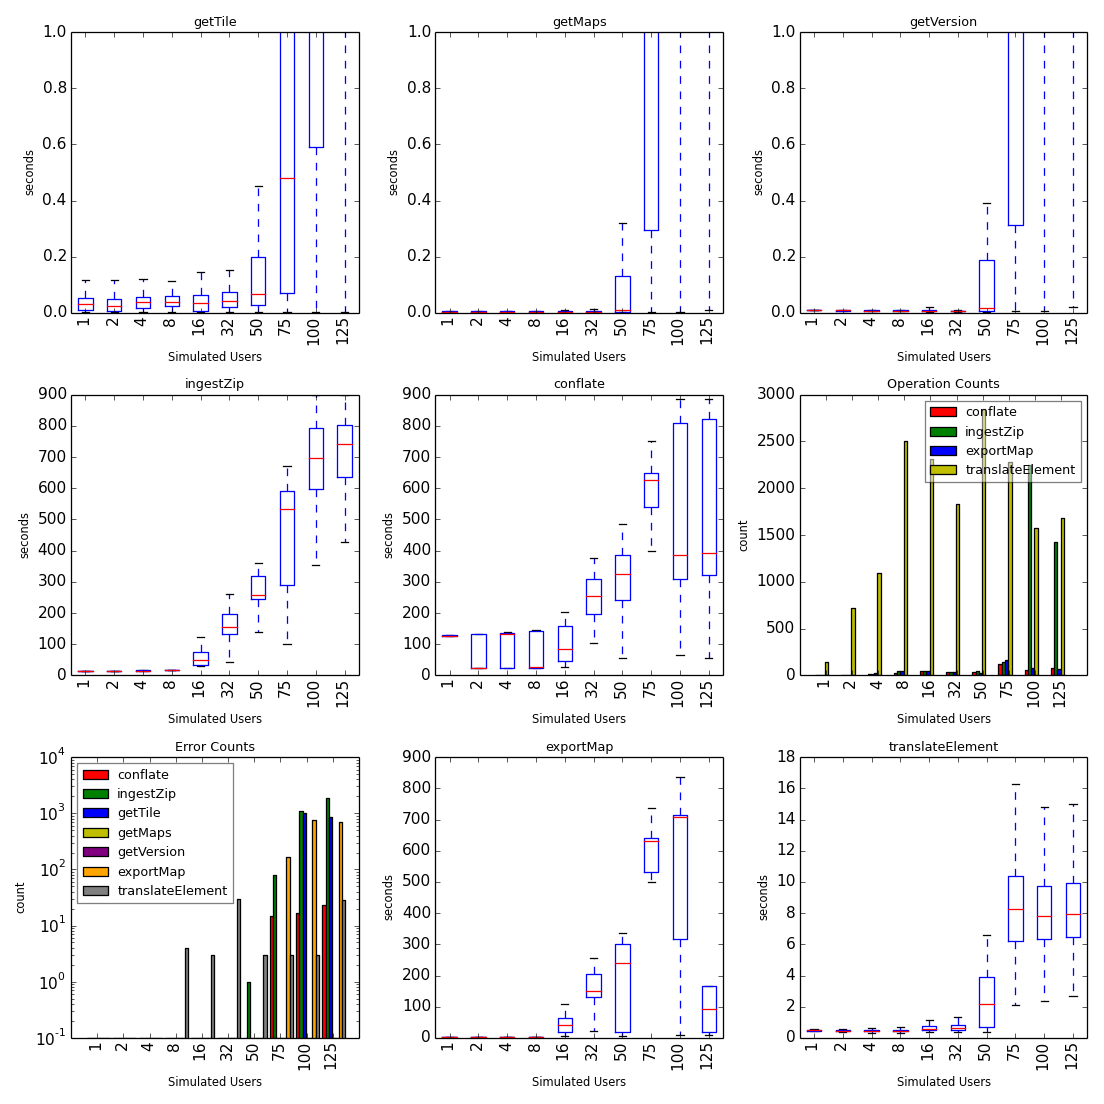 getTile
getMaps
getVersion
1.0
0.8
0.6
0.4
0.2
0.0
seconds
1 2 4 8 16 32 50 75 100 125
Simulated Users
1.0
0.8
0.6
0.4
0.2
0.0
seconds
1 2 4 8 16 32 50 75 100 125
Simulated Users
1.0
0.8
0.6
0.4
0.2
0.0
seconds
1 2 4 8 16 32 50 75 100 125
Simulated Users
ingestZip
900
800
700
600
500
400
300
200
100
0
seconds
1 2 4 8 16 32 50 75 100 125
Simulated Users
conflate
900
800
700
600
500
400
300
200
100
0
seconds
1 2 4 8 16 32 50 75 100 125
Simulated Users
Operation Counts
3000
2500
2000
1500
1000
500
0
count
conflate
ingestZip
exportMap
translateElement
1 2 4 8 16 32 50 75 100 125
Simulated Users
Error Counts
10^4
10^3
10^2
10^1
10^0
10^-1
count
conflate
ingestZip
getTile
getMaps
getVersion
exportMap
translateElement
1 2 4 8 16 32 50 75 100 125
Simulated Users
exportMap
900
800
700
600
500
400
300
200
100
0
seconds
1 2 4 8 16 32 50 75 100 125
Simulated Users
translateElement
18
16
14
12
10
8
6
4
2
0
seconds
1 2 4 8 16 32 50 75 100 125
Simulated Users